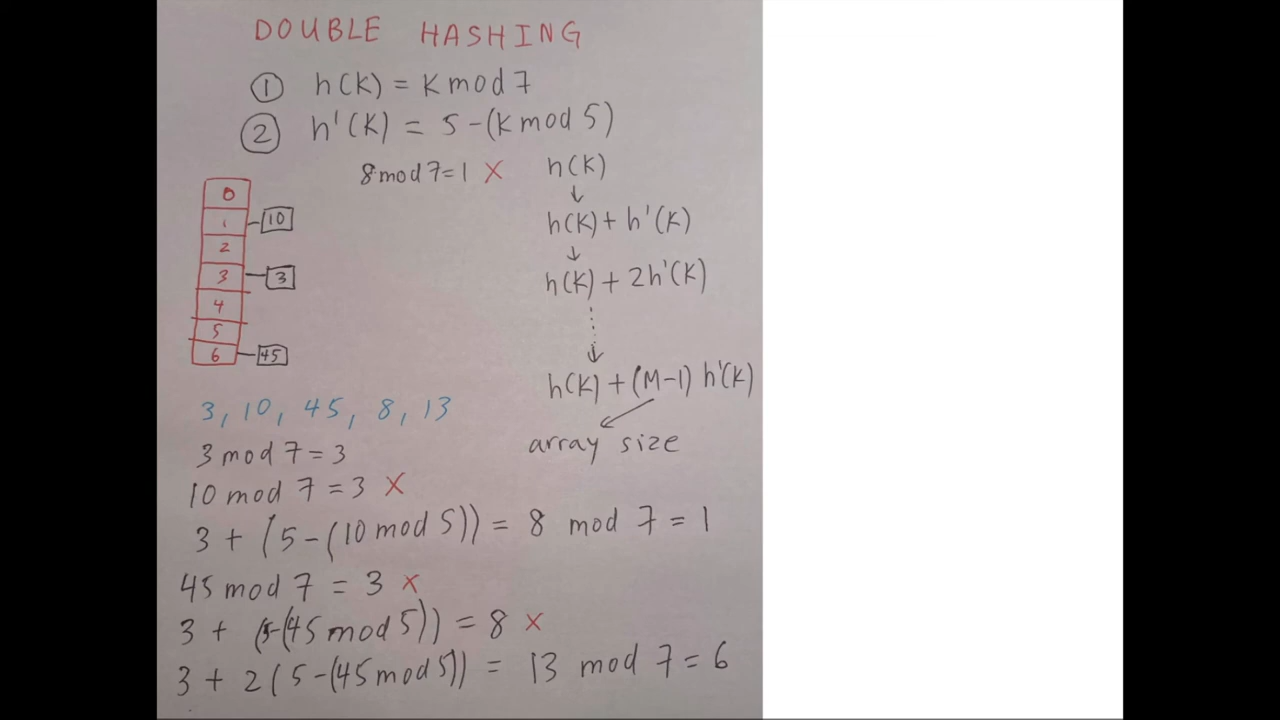 DOUBLE HASHING
① h(K) = K mod 7
② h'(K) = 5-(K mod 5)
8 mod 7=1 X
h(K)
↓
h(K) + h'(K)
↓
h(K) + 2h'(K)
h(K) + (M-1) h'(K)
array size
0
1 10
2
3 3
4
5
6 45
3, 10, 45, 8, 13
3 mod 7 = 3
10 mod 7 = 3 X
3 + (5-(10 mod 5)) = 8 mod 7 = 1
45 mod 7 = 3 X
3 + (5-(45 mod 5)) = 8 X
3 + 2(5-(45 mod 5)) = 13 mod 7 = 6